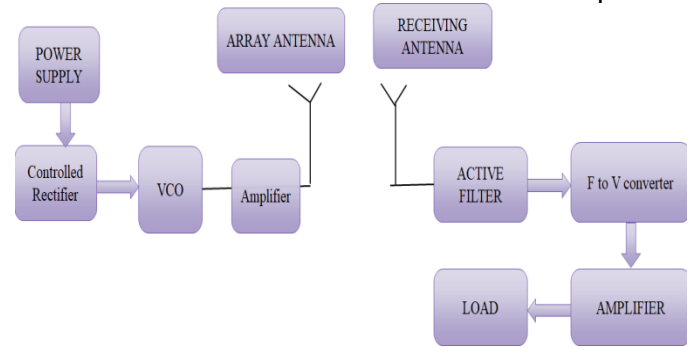 POWER
SUPPLY
ARRAY ANTENNA
RECEIVING
ANTENNA
Controlled
Rectifier
VCO
Amplifier
ACTIVE
FILTER
F to V converter
LOAD
AMPLIFIER